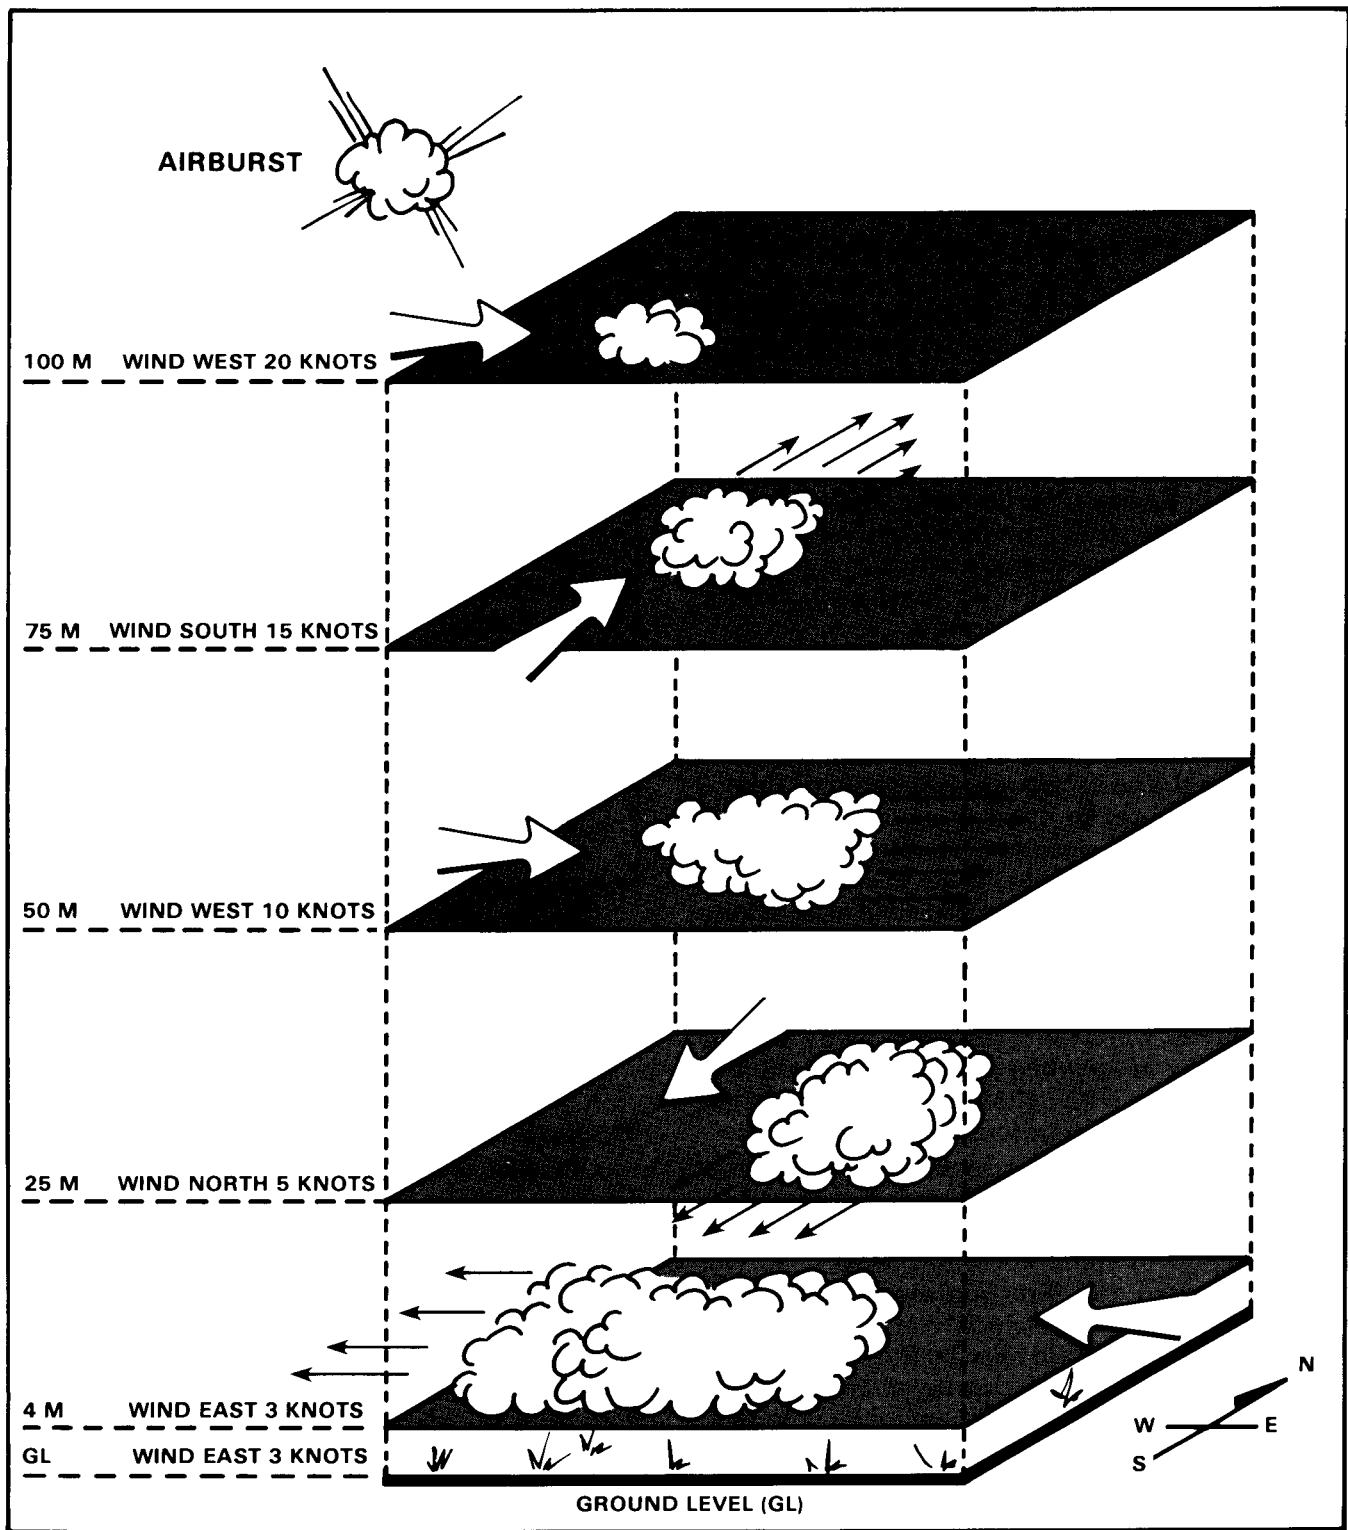 AIRBURST
100 M WIND WEST 20 KNOTS
75 M WIND SOUTH 15 KNOTS
50 M WIND WEST 10 KNOTS
25 M WIND NORTH 5 KNOTS
4 M WIND EAST 3 KNOTS
GL WIND EAST 3 KNOTS
N
W E
S
GROUND LEVEL (GL)